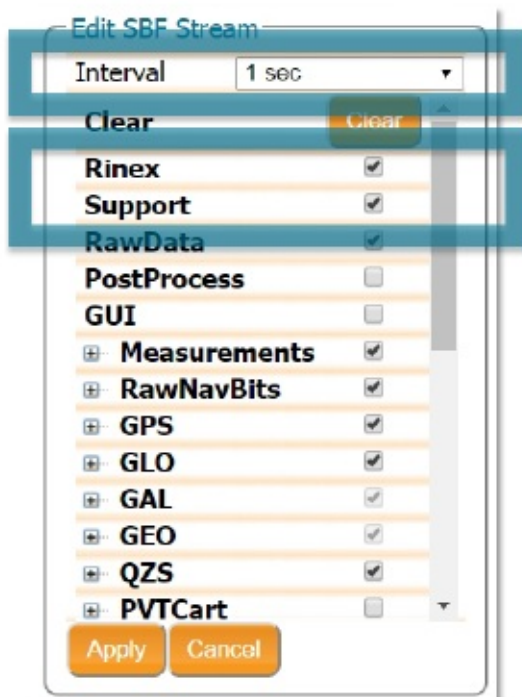 Edit SBF Stream
Interval 1 sec
Clear Clear
Rinex
Support
RawData
PostProcess
GUI
Measurements
RawNavBits
GPS
GLO
GAL
GEO
QZS
PVTCart
Apply Cancel